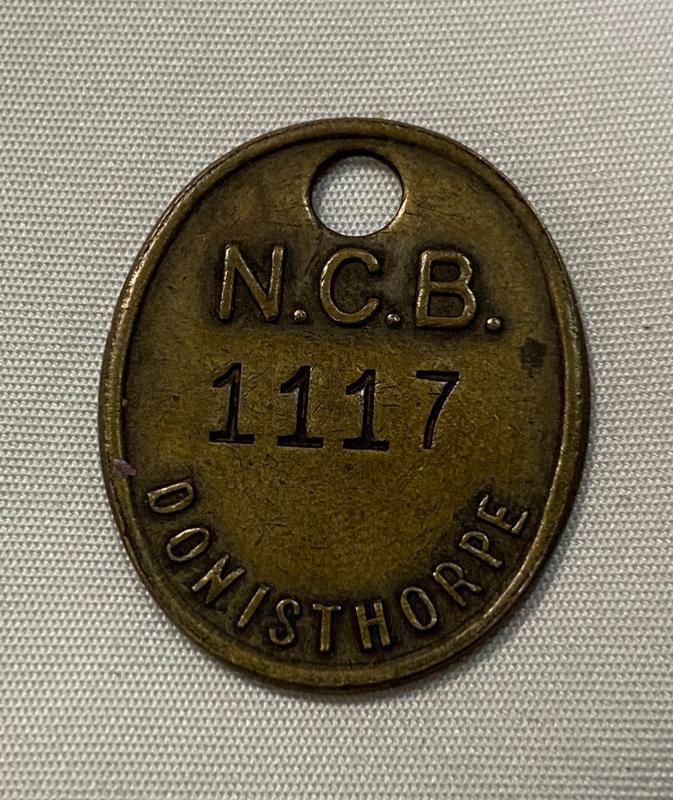 N.C.B.
1117
DONISTHORPE